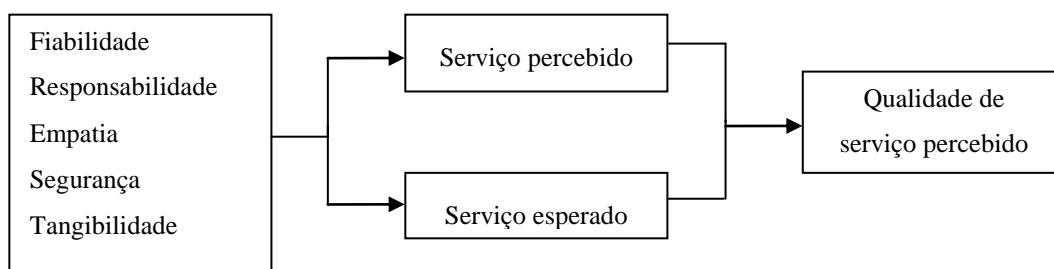 Fiabilidade
Responsabilidade
Empatia
Segurança
Tangibilidade
Serviço percebido
Serviço esperado
Qualidade de
serviço percebido